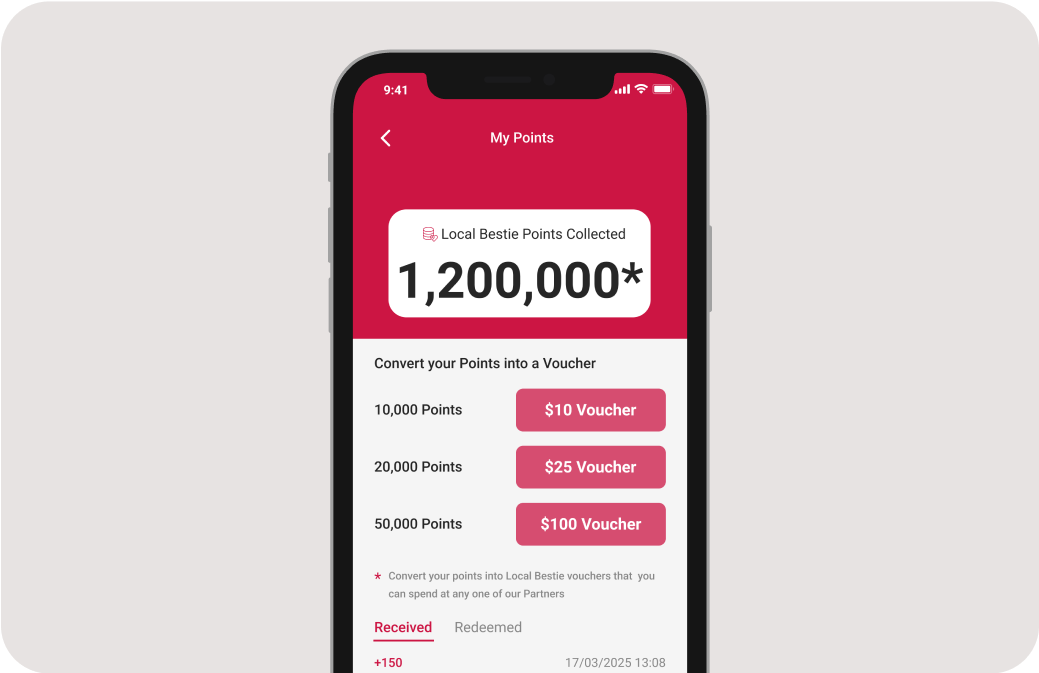 9:41
My Points
Local Bestie Points Collected
1,200,000*
Convert your Points into a Voucher
10,000 Points
$10 Voucher
20,000 Points
$25 Voucher
50,000 Points
$100 Voucher
* Convert your points into Local Bestie vouchers that you
can spend at any one of our Partners
Received Redeemed
+150 17/03/2025 13:08